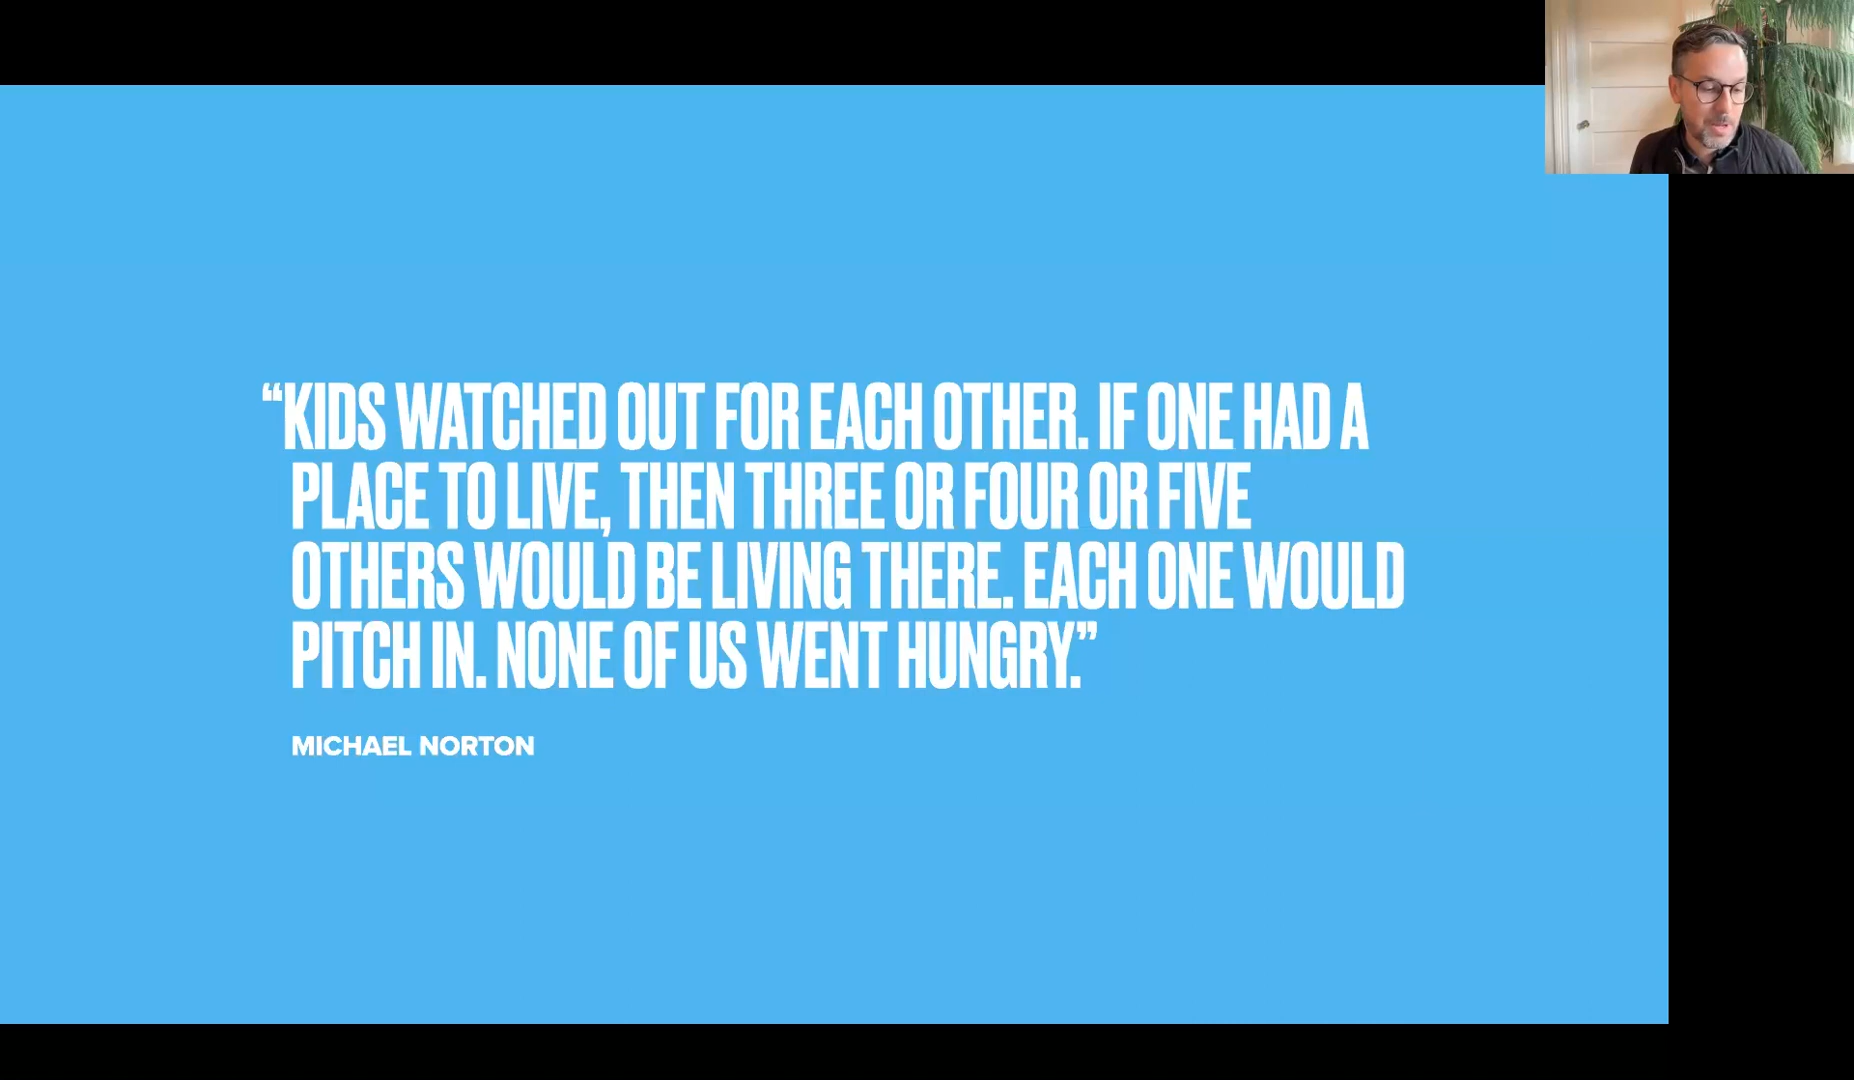 “KIDS WATCHED OUT FOR EACH OTHER. IF ONE HAD A
PLACE TO LIVE, THEN THREE OR FOUR OR FIVE
OTHERS WOULD BE LIVING THERE. EACH ONE WOULD
PITCH IN. NONE OF US WENT HUNGRY.”
MICHAEL NORTON